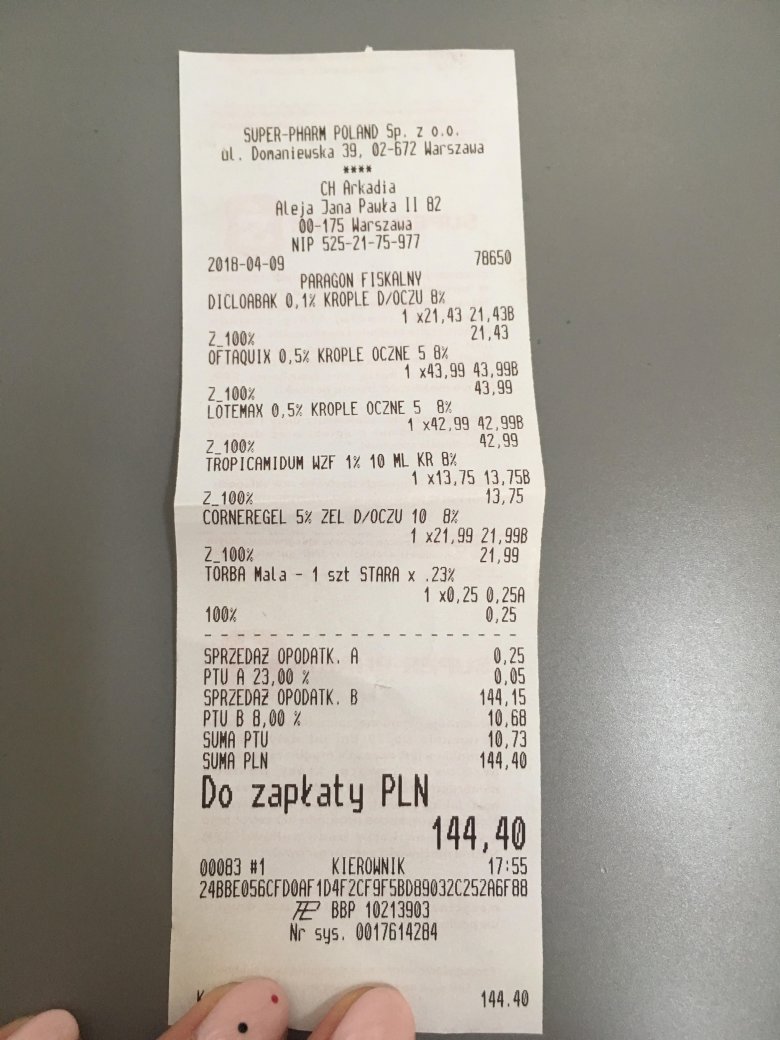 SUPER-PHARM POLAND Sp. z o.o.
ul. Domaniewska 39, 02-672 Warszawa
****
CH Arkadia
Aleja Jana Pawła II 82
00-175 Warszawa
NIP 525-21-75-977
2018-04-09 78650
PARAGON FISKALNY
DICLOABAK 0,1% KROPLE D/OCZU 8%
1 x21,43 21,43B
Z_100% 21,43
OFTAQUIX 0,5% KROPLE OCZNE 5 8%
1 x43,99 43,99B
Z_100% 43,99
LOTEMAX 0,5% KROPLE OCZNE 5 8%
1 x42,99 42,99B
Z_100% 42,99
TROPICAMIDUM WZF 1% 10 ML KR 8%
1 x13,75 13,75B
Z_100% 13,75
CORNEREGEL 5% ZEL D/OCZU 10 8%
1 x21,99 21,99B
Z_100% 21,99
TORBA Mala - 1 szt STARA x .23%
1 x0,25 0,25A
100% 0,25
- - - - - - - - - - - - - - - - - - - -
SPRZEDAŻ OPODATK. A 0,25
PTU A 23,00 % 0,05
SPRZEDAŻ OPODATK. B 144,15
PTU B 8,00 % 10,68
SUMA PTU 10,73
SUMA PLN 144,40
Do zapłaty PLN
144,40
00083 #1 KIEROWNIK 17:55
24BBE056CFD0AF1D4F2CF9F5BD89032C252A6F88
BBP 10213903
Nr sys. 0017614284
144.40